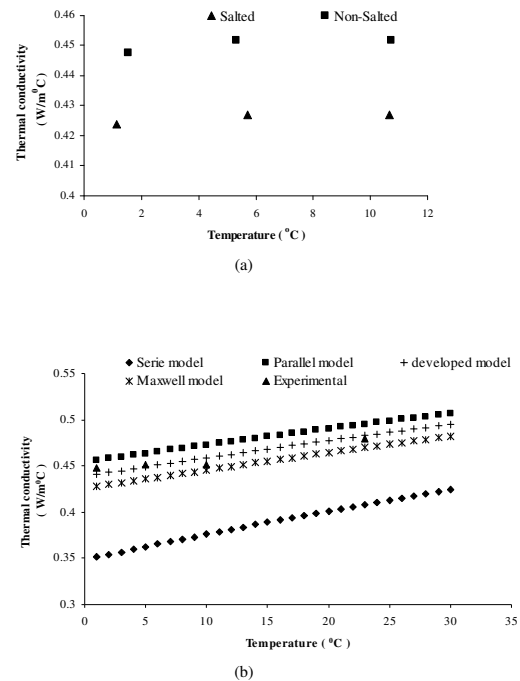 ▲ Salted ■ Non-Salted
0.46
0.45
0.44
0.43
0.42
0.41
0.4
0 2 4 6 8 10 12
Thermal conductivity
( W/m⁰C)
Temperature ( ⁰C )
(a)
◆ Serie model ■ Parallel model + developed model
Maxwell model ▲ Experimental
0.55
0.5
0.45
0.4
0.35
0.3
0 5 10 15 20 25 30 35
Thermal conductivity
( W/m⁰C)
Temperature ( ⁰C)
(b)